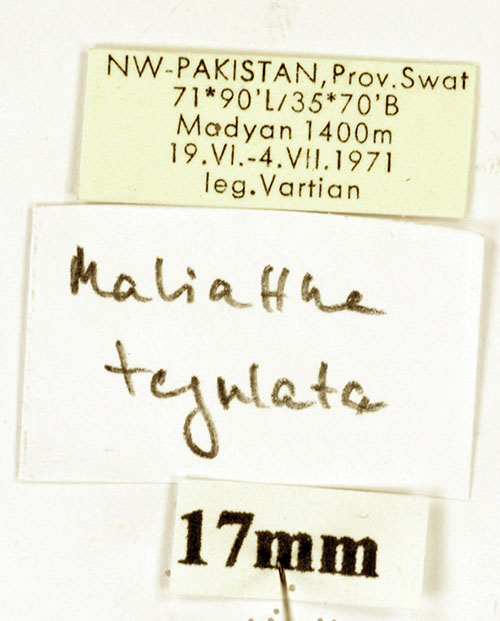 NW-PAKISTAN, Prov.Swat
71*90'L/35*70'B
Madyan 1400m
19.VI.-4.VII.1971
leg.Vartian
Maliattha
tegulata
17mm